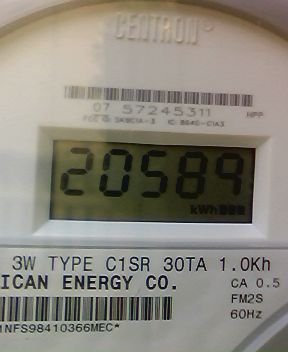 CENTRON®
07 57245311 HPP
20589
kWh
3W TYPE C1SR 30TA 1.0Kh
ICAN ENERGY CO. CA 0.5
FM2S
60Hz
1NFS98410366MEC*